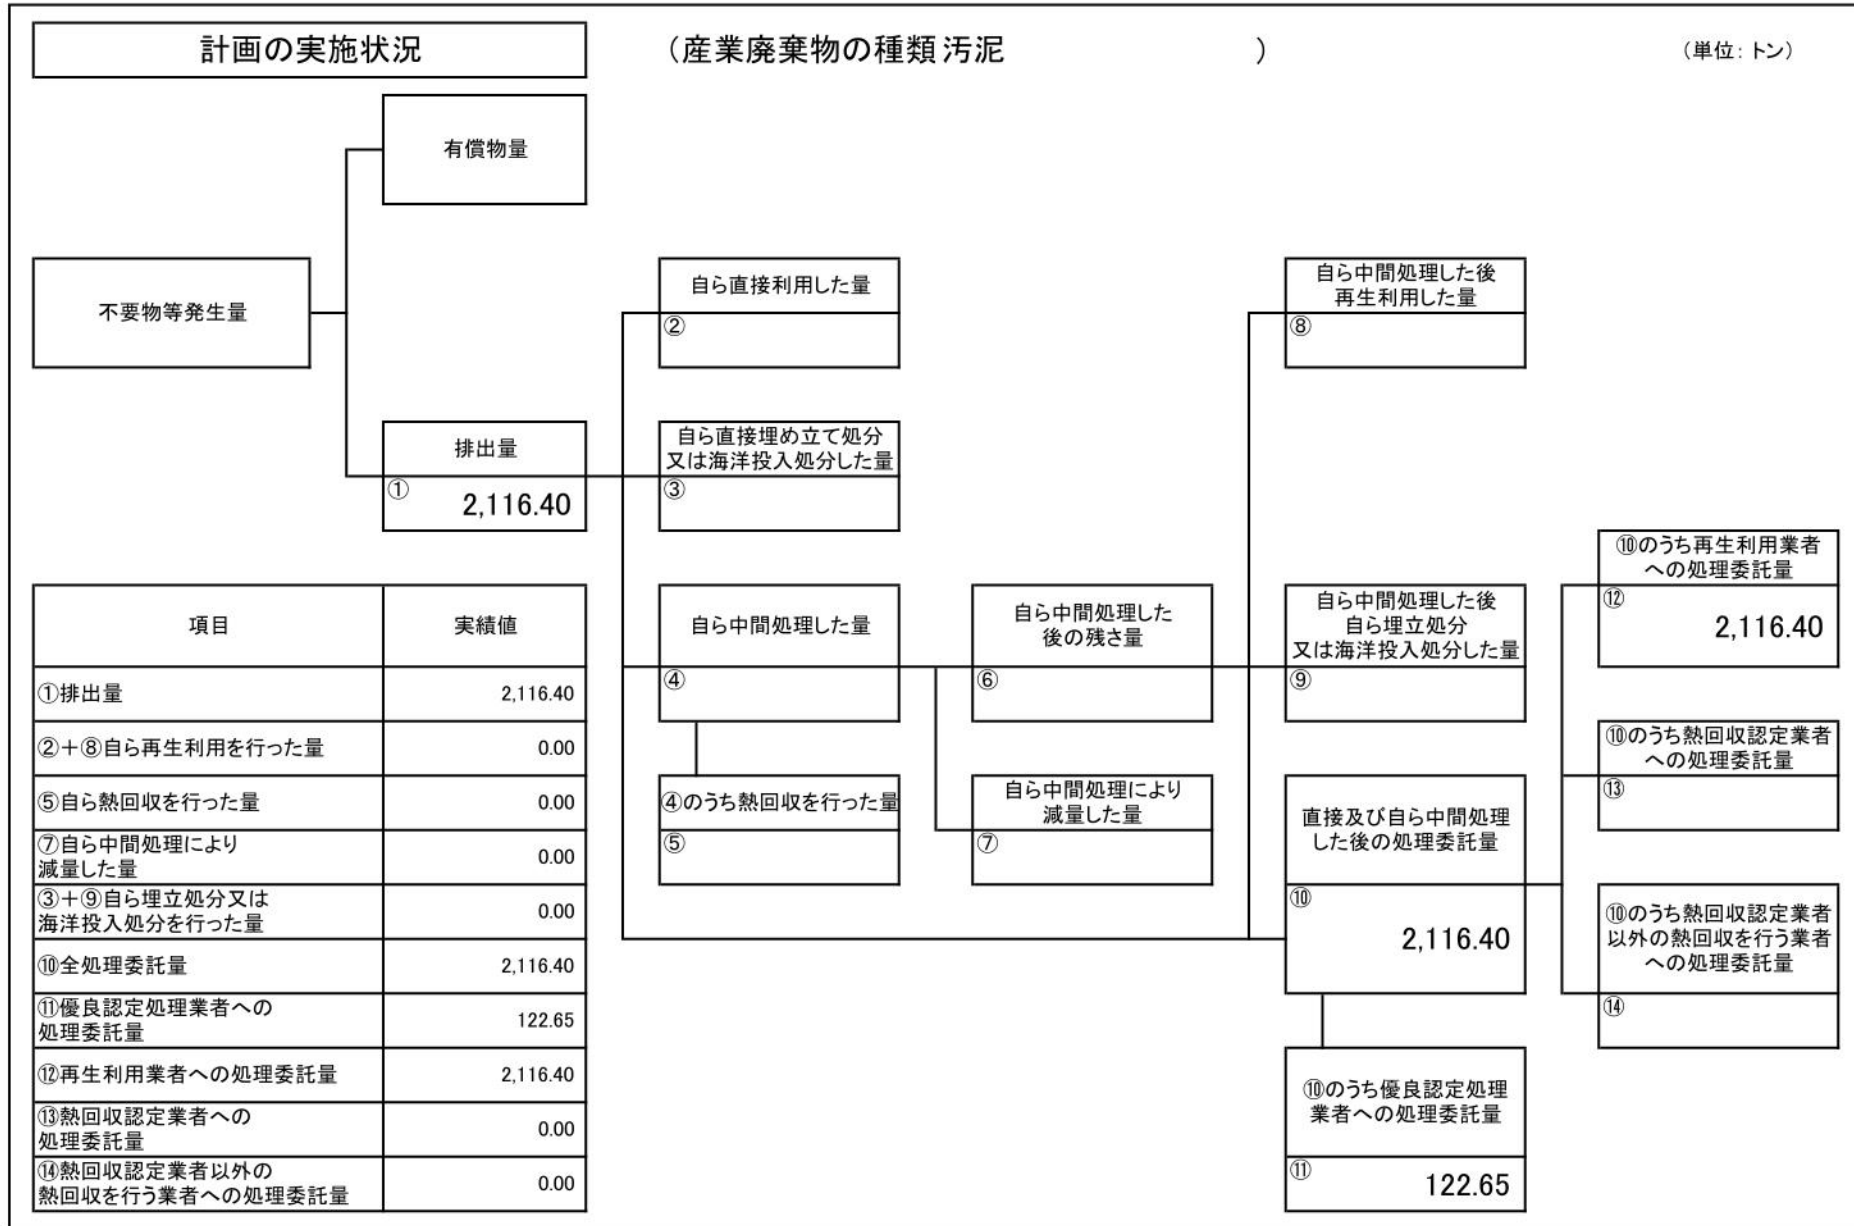 計画の実施状況
（産業廃棄物の種類 汚泥　　　　　　）
（単位：トン）
有償物量
不要物等発生量
自ら直接利用した量
②
自ら中間処理した後
再生利用した量
⑧
排出量
①
2,116.40
自ら直接埋め立て処分
又は海洋投入処分した量
③
⑩のうち再生利用業者
への処理委託量
⑫
2,116.40
自ら中間処理した量
④
自ら中間処理した
後の残さ量
⑥
自ら中間処理した後
自ら埋立処分
又は海洋投入処分した量
⑨
⑩のうち熱回収認定業者
への処理委託量
⑬
④のうち熱回収を行った量
⑤
自ら中間処理により
減量した量
⑦
直接及び自ら中間処理
した後の処理委託量
⑩
2,116.40
⑩のうち熱回収認定業者
以外の熱回収を行う業者
への処理委託量
⑭
⑩のうち優良認定処理
業者への処理委託量
⑪
122.65
項目 実績値
①排出量 2,116.40
②＋⑧自ら再生利用を行った量 0.00
⑤自ら熱回収を行った量 0.00
⑦自ら中間処理により
減量した量 0.00
③＋⑨自ら埋立処分又は
海洋投入処分を行った量 0.00
⑩全処理委託量 2,116.40
⑪優良認定処理業者への
処理委託量 122.65
⑫再生利用業者への処理委託量 2,116.40
⑬熱回収認定業者への
処理委託量 0.00
⑭熱回収認定業者以外の
熱回収を行う業者への処理委託量 0.00